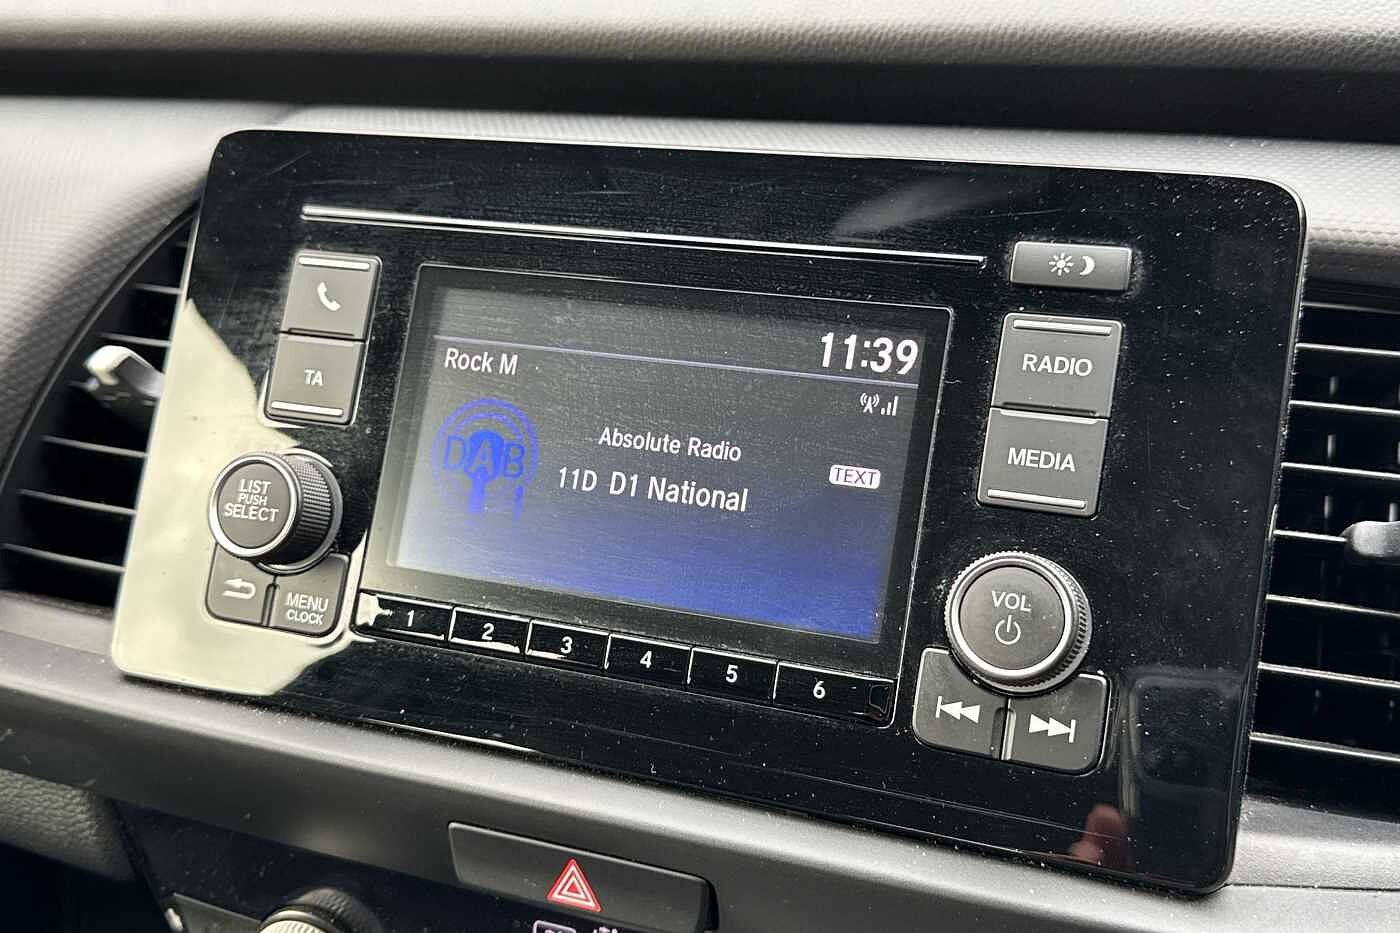 11:39
Rock M
Absolute Radio
DAB
11D D1 National
TEXT
TA
LIST
PUSH
SELECT
MENU
CLOCK
1 2 3 4 5 6
RADIO
MEDIA
VOL